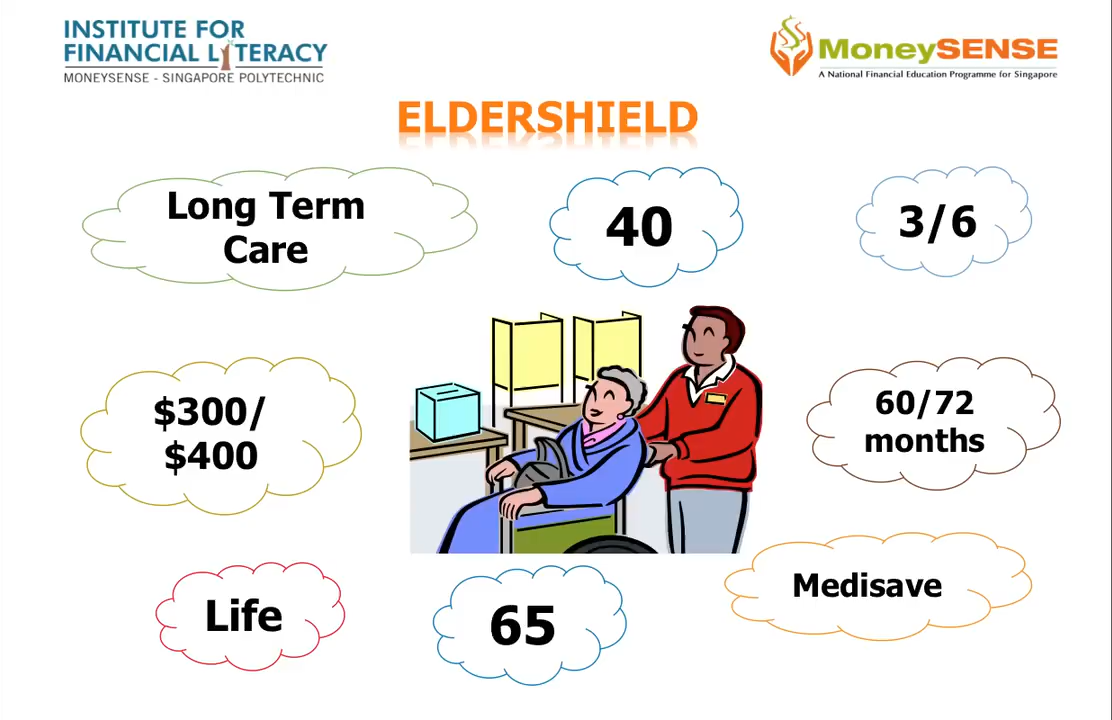 INSTITUTE FOR
FINANCIAL LITERACY
MONEYSENSE - SINGAPORE POLYTECHNIC
MoneySENSE
A National Financial Education Programme for Singapore
ELDERSHIELD
Long Term
Care
40
3/6
$300/
$400
60/72
months
Life
65
Medisave